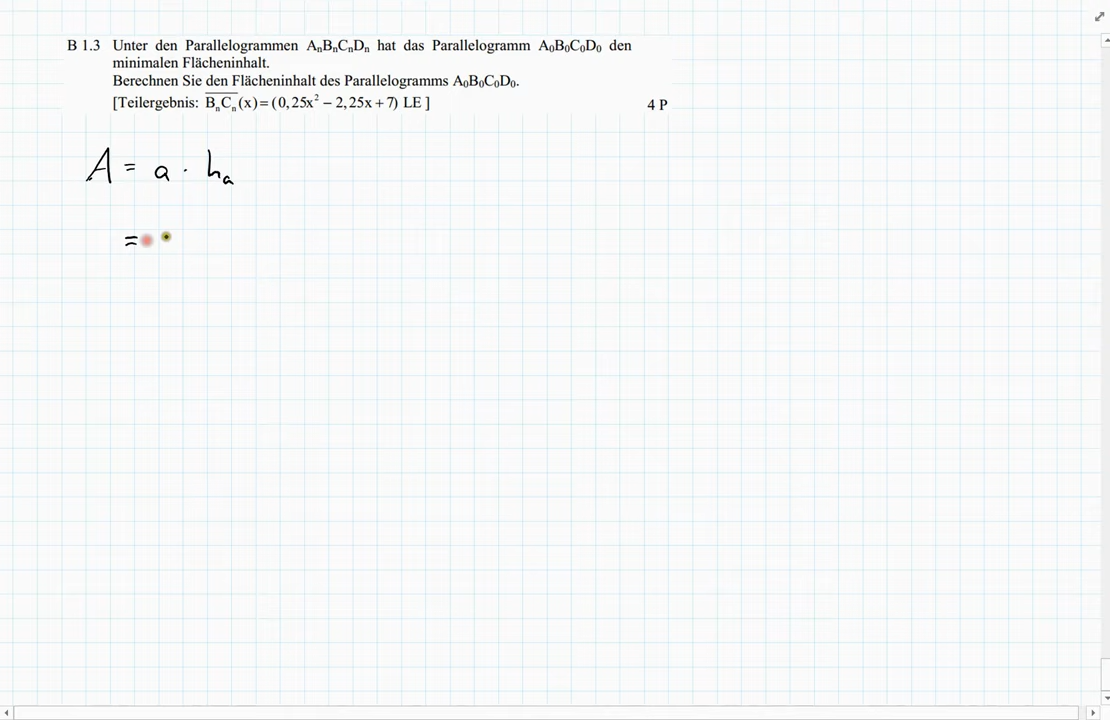 B 1.3 Unter den Parallelogrammen AₙBₙCₙDₙ hat das Parallelogramm A₀B₀C₀D₀ den
minimalen Flächeninhalt.
Berechnen Sie den Flächeninhalt des Parallelogramms A₀B₀C₀D₀.
[Teilergebnis: B̅ₙC̅ₙ(x) = (0,25x² − 2,25x + 7) LE ] 4 P
A = a · hₐ
=